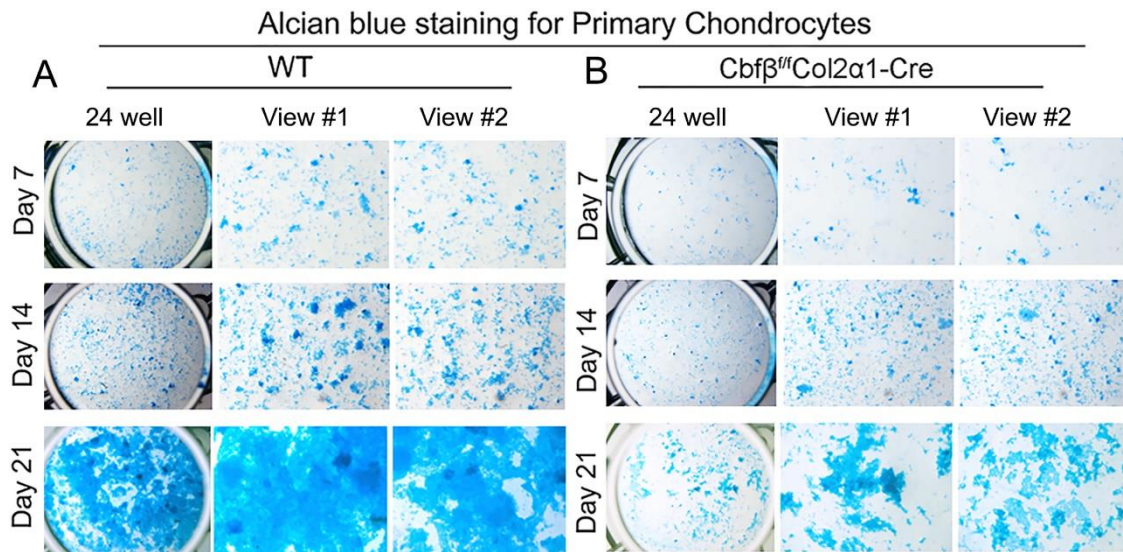 Alcian blue staining for Primary Chondrocytes
A
WT
24 well View #1 View #2
Day 7
Day 14
Day 21
B
Cbfβf/fCol2α1-Cre
24 well View #1 View #2
Day 7
Day 14
Day 21